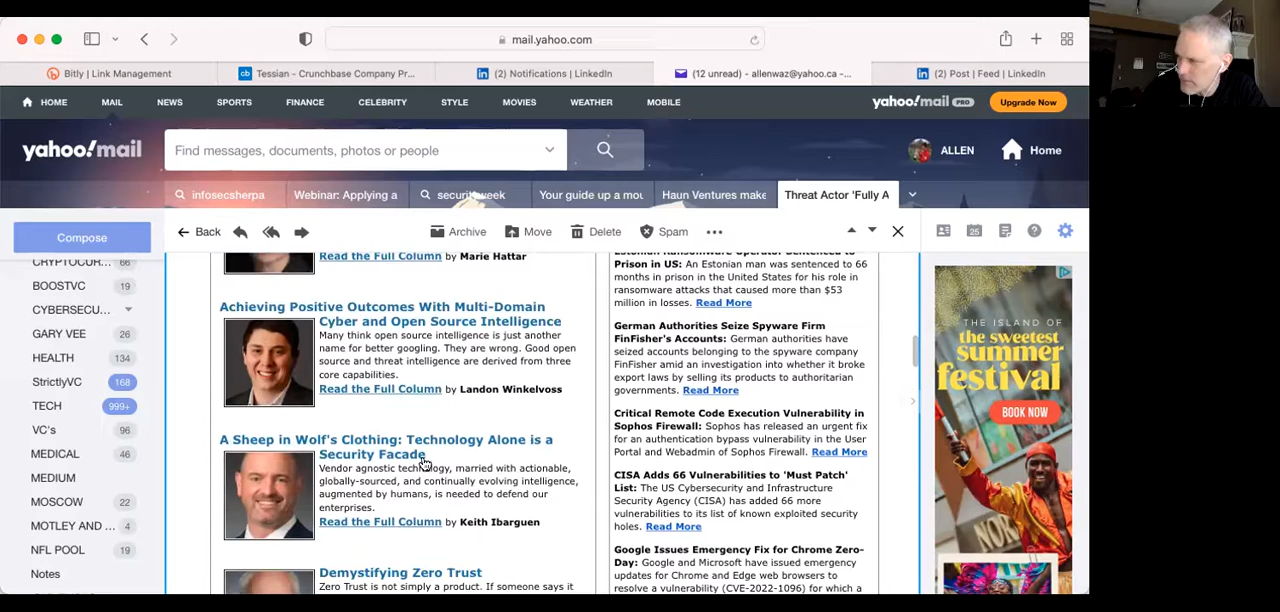 mail.yahoo.com
Bitly | Link Management
Tessian - Crunchbase Company Pr...
(2) Notifications | LinkedIn
(12 unread) - allenwaz@yahoo.ca -...
(2) Post | Feed | LinkedIn
HOME MAIL NEWS SPORTS FINANCE CELEBRITY STYLE MOVIES WEATHER MOBILE
yahoo!mail PRO
Upgrade Now
yahoo!mail
Find messages, documents, photos or people
ALLEN
Home
infosecsherpa
Webinar: Applying a
securityweek
Your guide up a mou
Haun Ventures make
Threat Actor 'Fully A
Compose
Back
Archive
Move
Delete
Spam
25
CRYPTOCUR... 66
BOOSTVC 19
CYBERSECU...
GARY VEE 26
HEALTH 134
StrictlyVC 168
TECH 999+
VC's 96
MEDICAL 46
MEDIUM
MOSCOW 22
MOTLEY AND ... 4
NFL POOL 19
Notes
Read the Full Column by Marie Hattar
Achieving Positive Outcomes With Multi-Domain
Cyber and Open Source Intelligence
Many think open source intelligence is just another
name for better googling. They are wrong. Good open
source and threat intelligence are derived from three
core capabilities.
Read the Full Column by Landon Winkelvoss
A Sheep in Wolf's Clothing: Technology Alone is a
Security Facade
Vendor agnostic technology, married with actionable,
globally-sourced, and continually evolving intelligence,
augmented by humans, is needed to defend our
enterprises.
Read the Full Column by Keith Ibarguen
Demystifying Zero Trust
Zero Trust is not simply a product. If someone says it
Estonian Ransomware Operator Sentenced to
Prison in US: An Estonian man was sentenced to 66
months in prison in the United States for his role in
ransomware attacks that caused more than $53
million in losses. Read More
German Authorities Seize Spyware Firm
FinFisher's Accounts: German authorities have
seized accounts belonging to the spyware company
FinFisher amid an investigation into whether it broke
export laws by selling its products to authoritarian
governments. Read More
Critical Remote Code Execution Vulnerability in
Sophos Firewall: Sophos has released an urgent fix
for an authentication bypass vulnerability in the User
Portal and Webadmin of Sophos Firewall. Read More
CISA Adds 66 Vulnerabilities to 'Must Patch'
List: The US Cybersecurity and Infrastructure
Security Agency (CISA) has added 66 more
vulnerabilities to its list of known exploited security
holes. Read More
Google Issues Emergency Fix for Chrome Zero-
Day: Google and Microsoft have issued emergency
updates for Chrome and Edge web browsers to
resolve a vulnerability (CVE-2022-1096) for which a
THE ISLAND OF
the sweetest
summer
festival
BOOK NOW